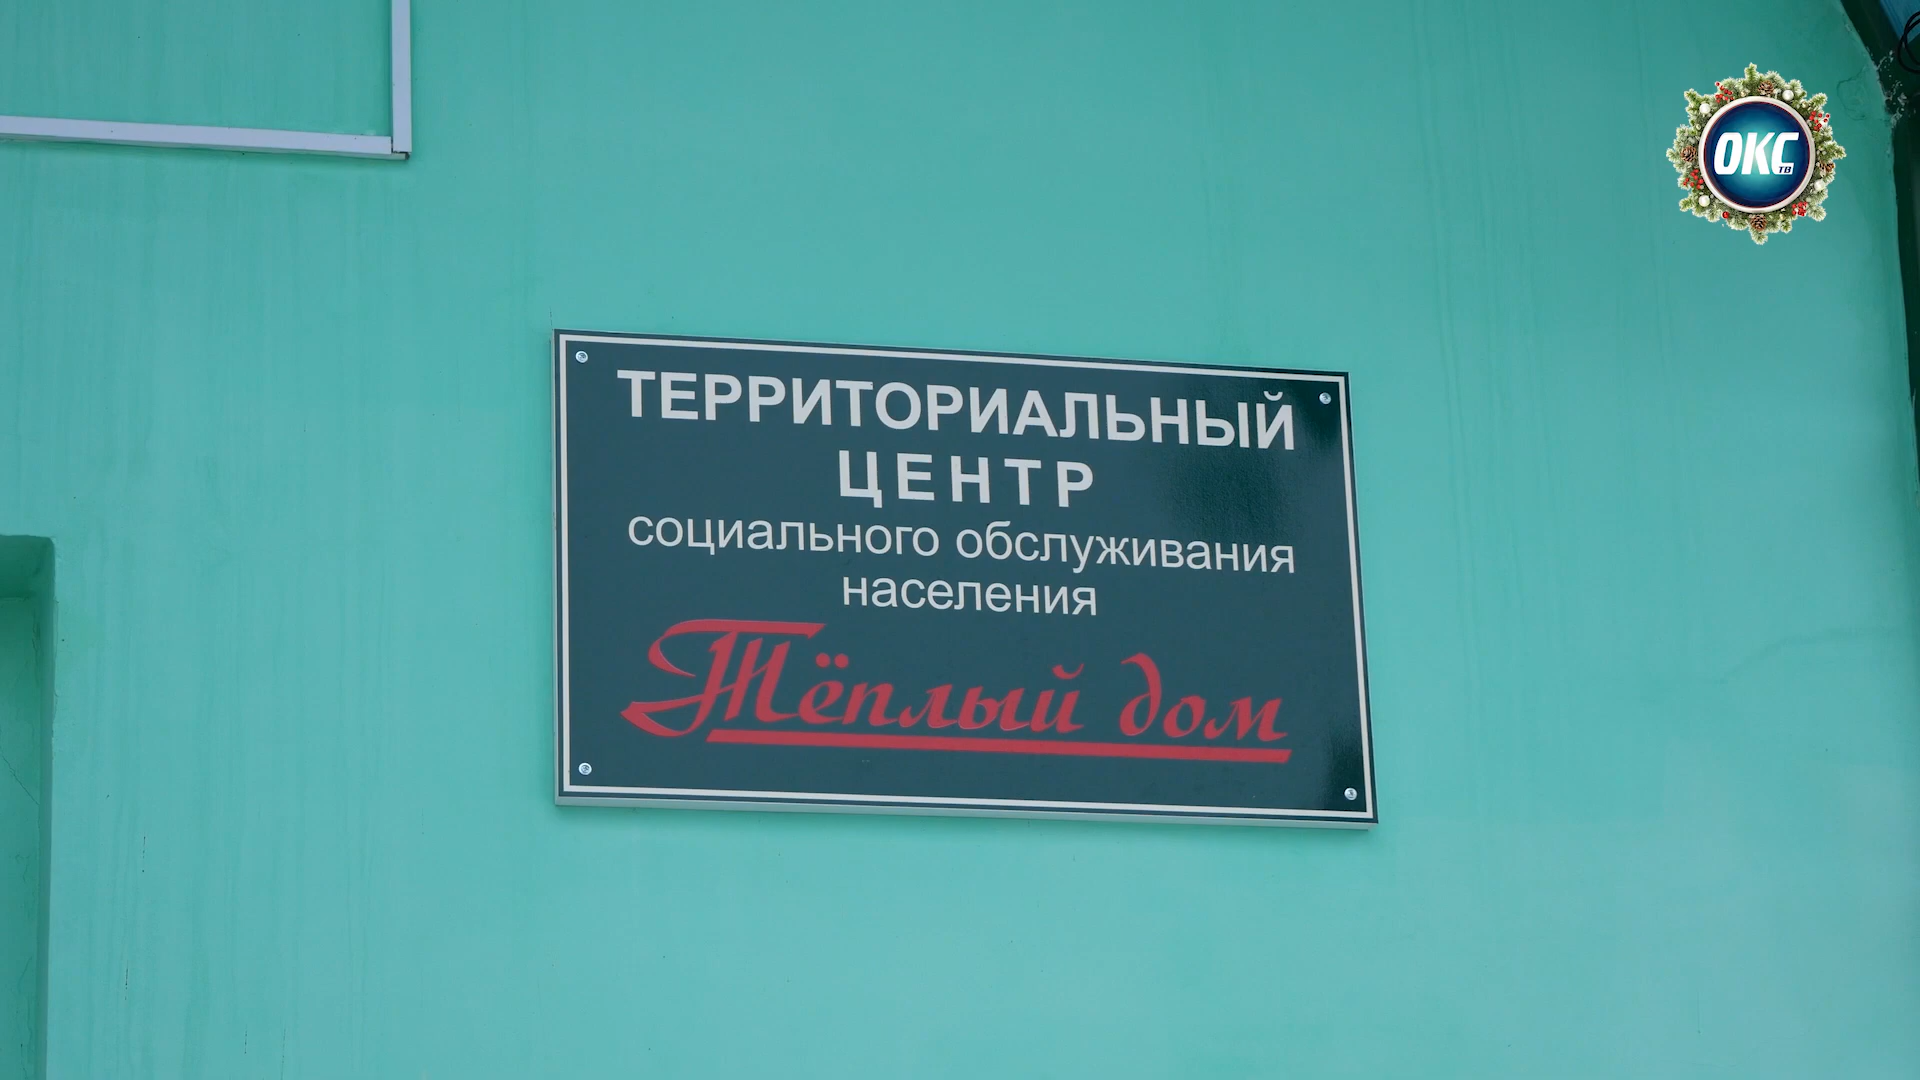 ОКС
ТВ
ТЕРРИТОРИАЛЬНЫЙ
ЦЕНТР
социального обслуживания
населения
Тёплый дом